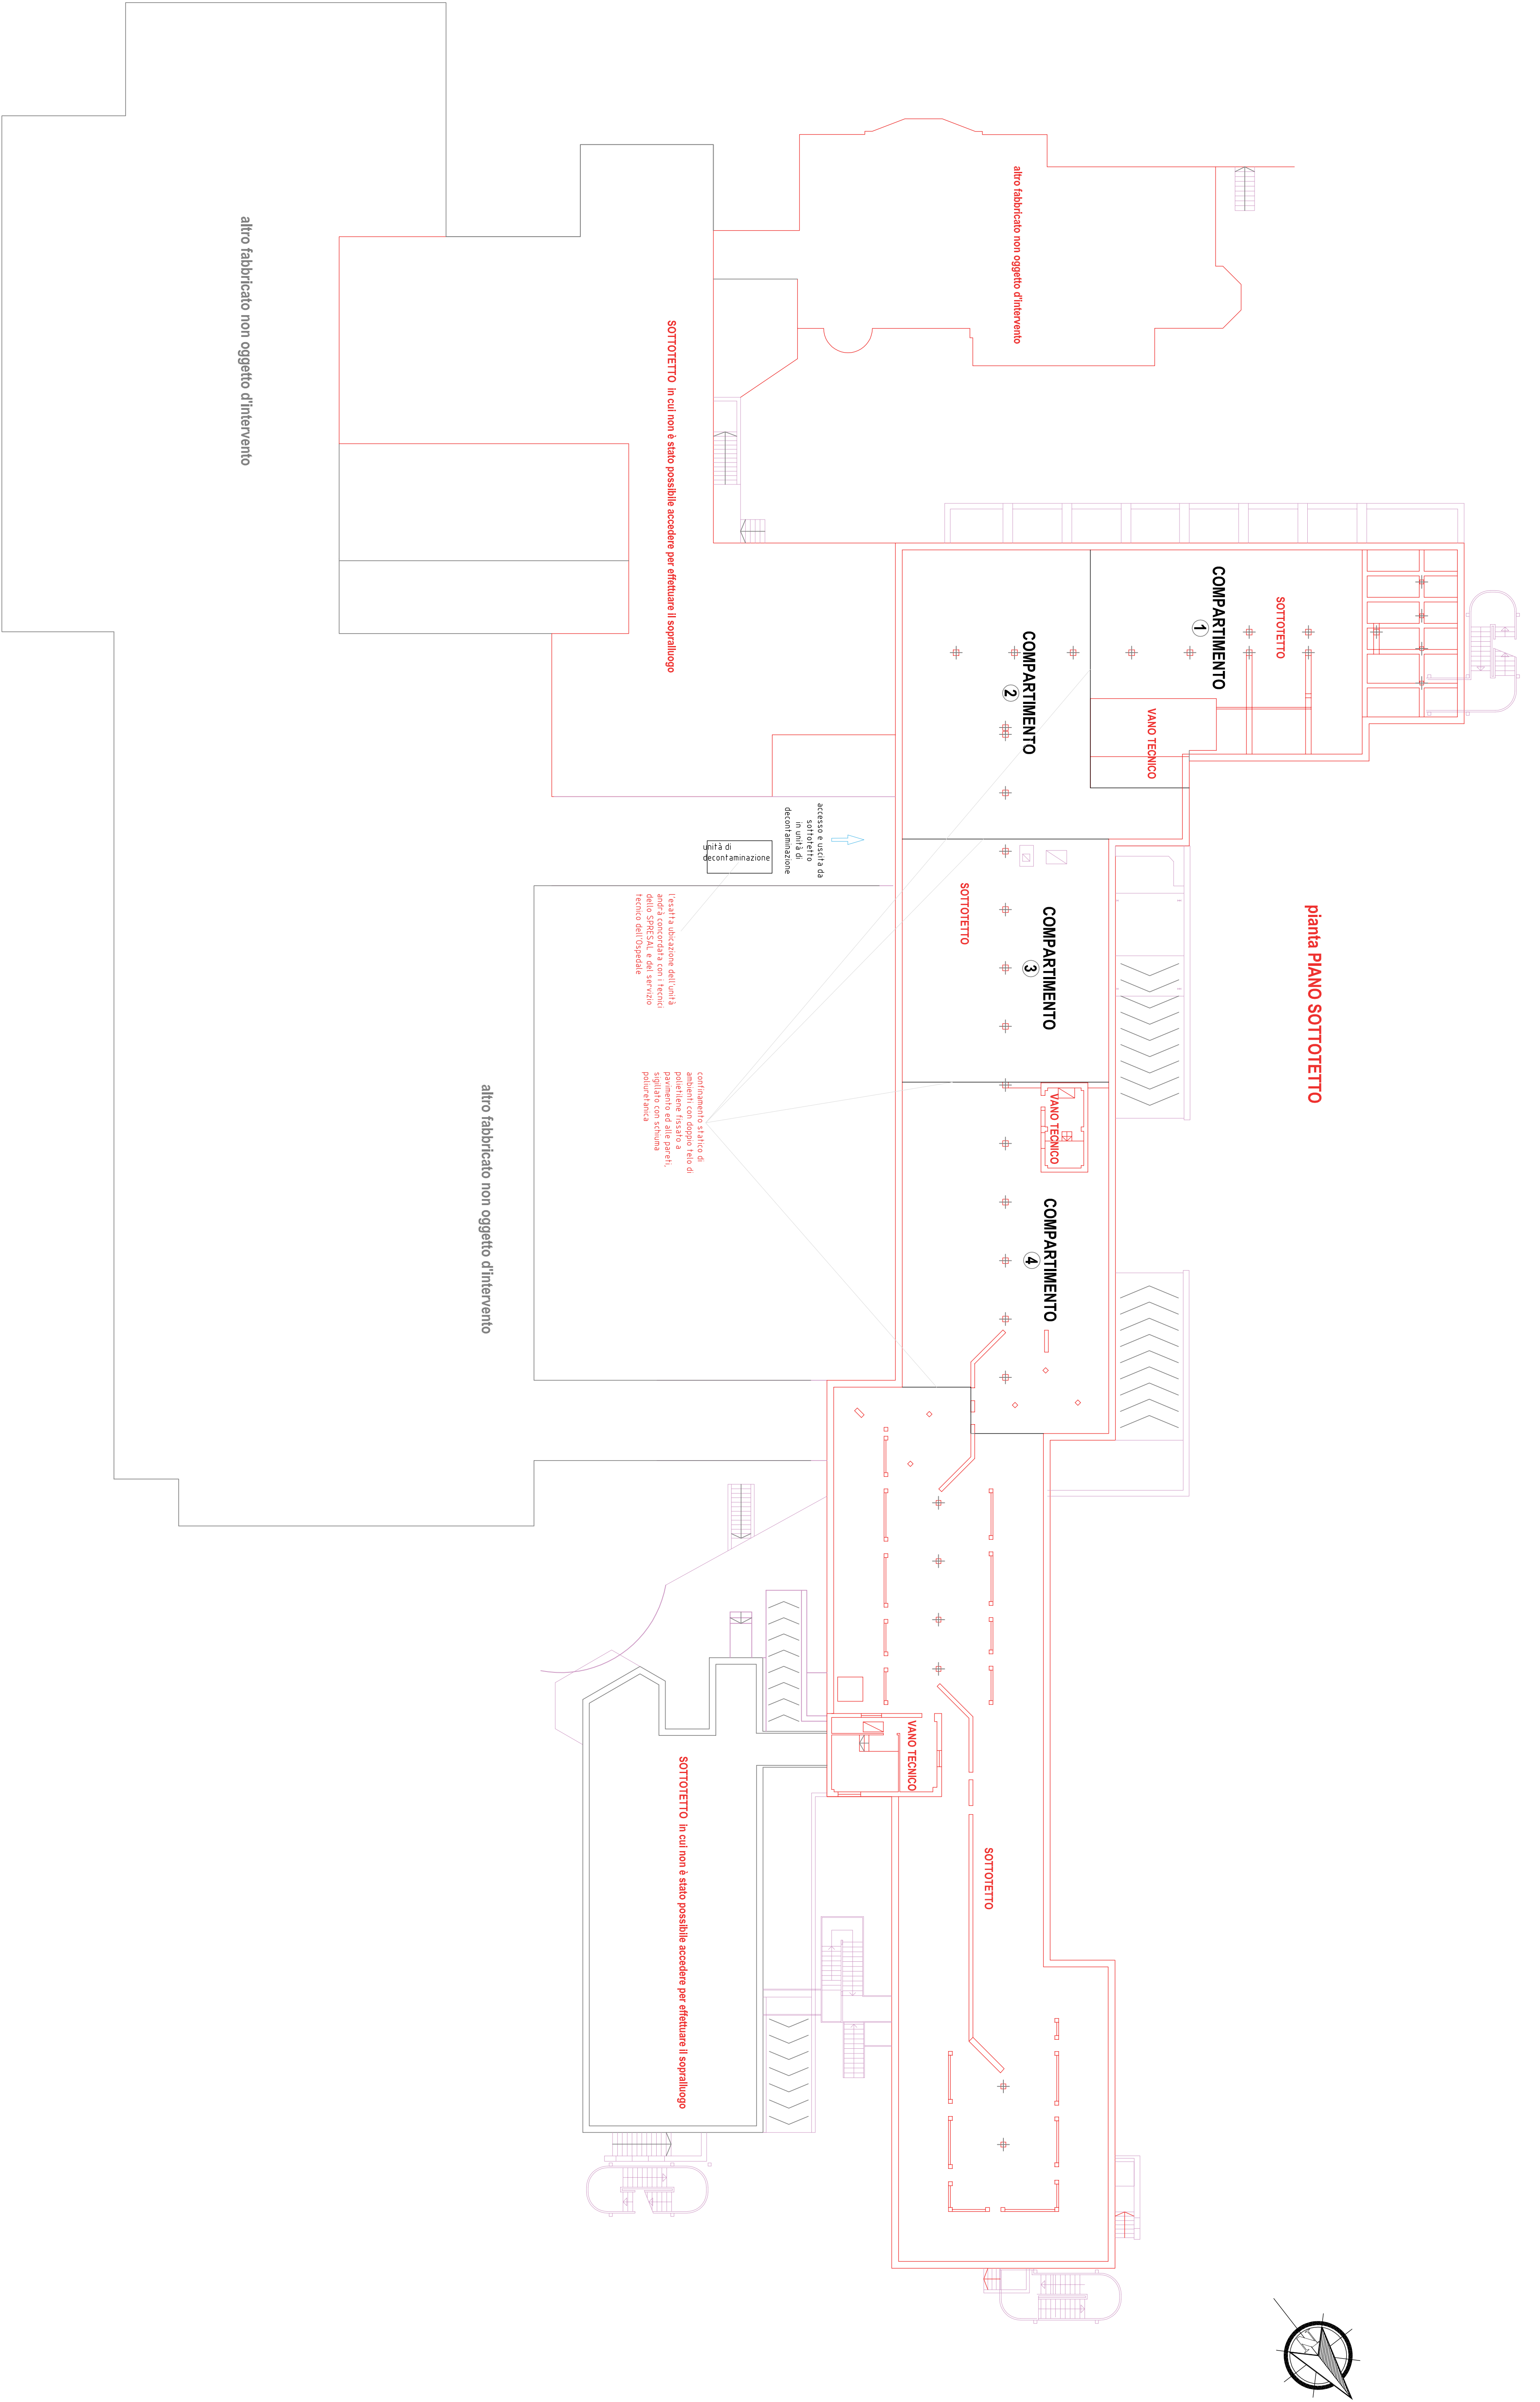 pianta PIANO SOTTOTETTO
COMPARTIMENTO
1
SOTTOTETTO
VANO TECNICO
COMPARTIMENTO
2
COMPARTIMENTO
3
SOTTOTETTO
VANO TECNICO
COMPARTIMENTO
4
altro fabbricato non oggetto d'intervento
SOTTOTETTO in cui non è stato possibile accedere per effettuare il sopralluogo
accesso e uscita da
sottotetto
in unità di
decontaminazione
unità di
decontaminazione
l'esatta ubicazione dell'unità
andrà concordata con i tecnici
dello SPRESAL e del servizio
tecnico dell'Ospedale
confinamento statico di
ambienti con doppio telo di
polietilene fissato a
pavimento ed alle pareti,
sigillato con schiuma
poliuretanica
altro fabbricato non oggetto d'intervento
altro fabbricato non oggetto d'intervento
VANO TECNICO
SOTTOTETTO
SOTTOTETTO in cui non è stato possibile accedere per effettuare il sopralluogo